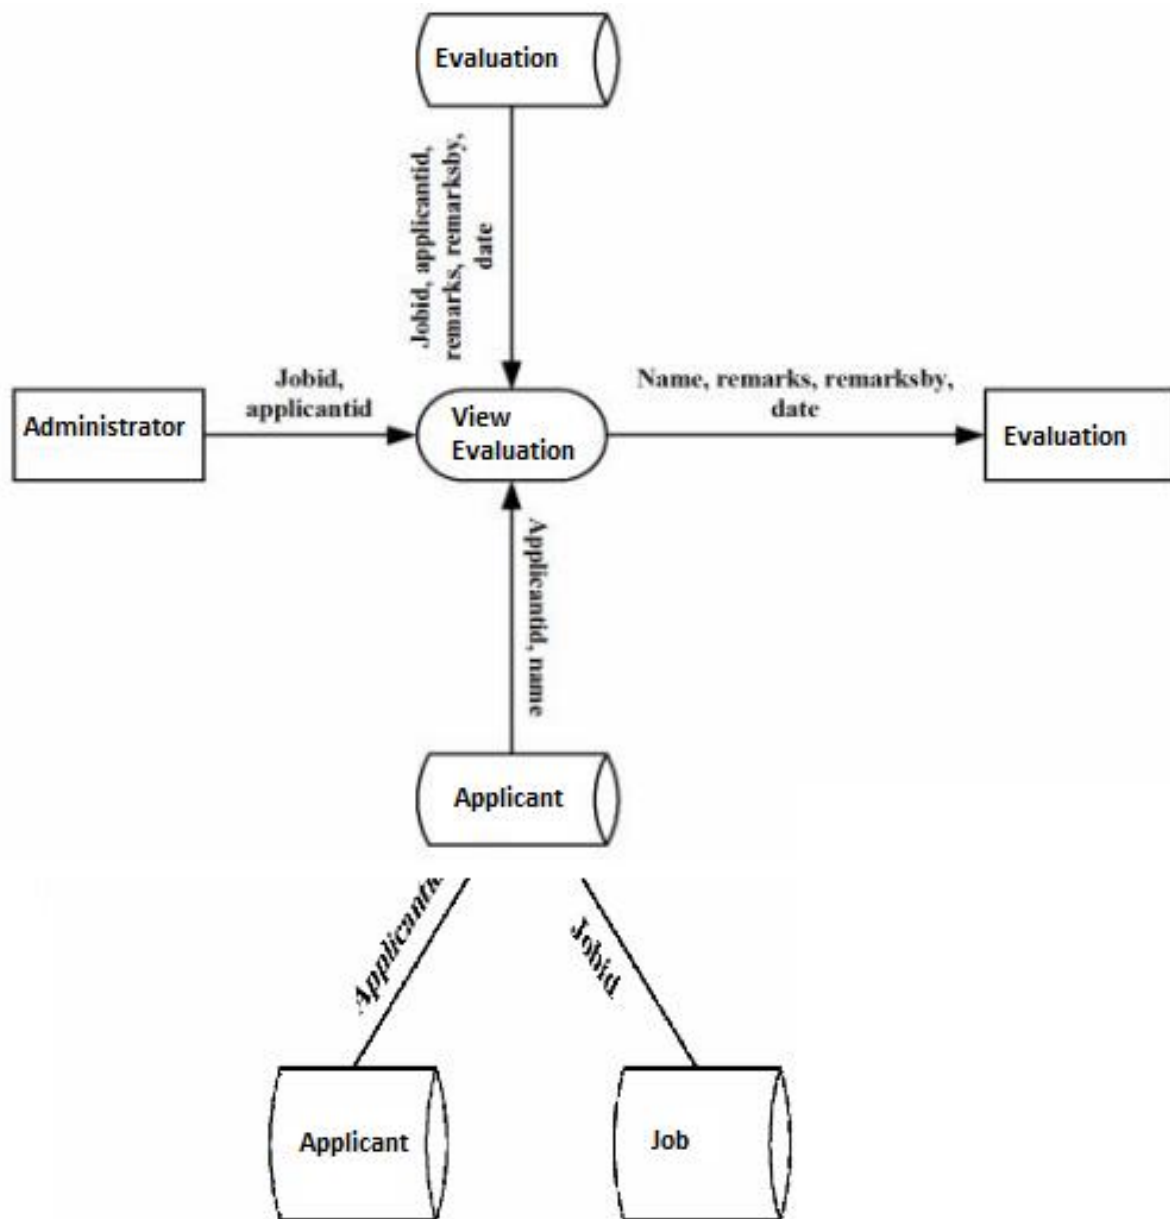 Evaluation
Jobid, applicantid,
remarks, remarksby,
date
Jobid,
applicantid
Name, remarks, remarksby,
date
Administrator
View
Evaluation
Evaluation
Applicantid, name
Applicant
Jobid
Applicant
Job